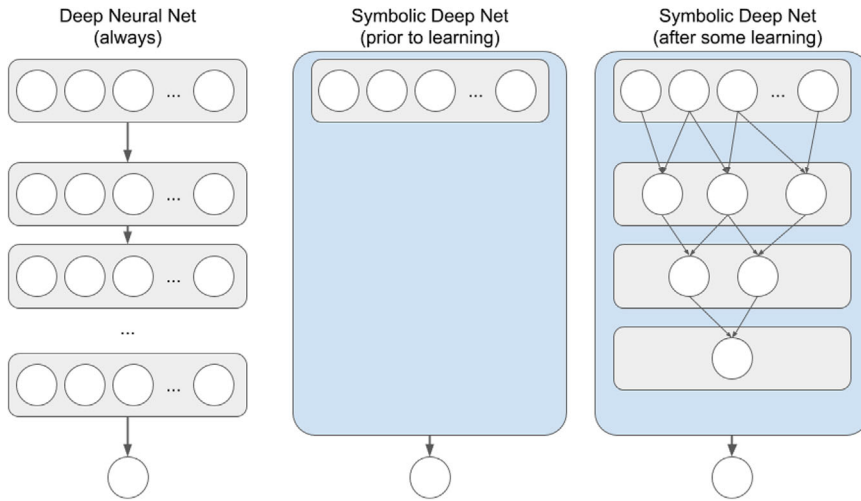 Deep Neural Net
(always)
Symbolic Deep Net
(prior to learning)
Symbolic Deep Net
(after some learning)
...
...
...
...
...
...
...